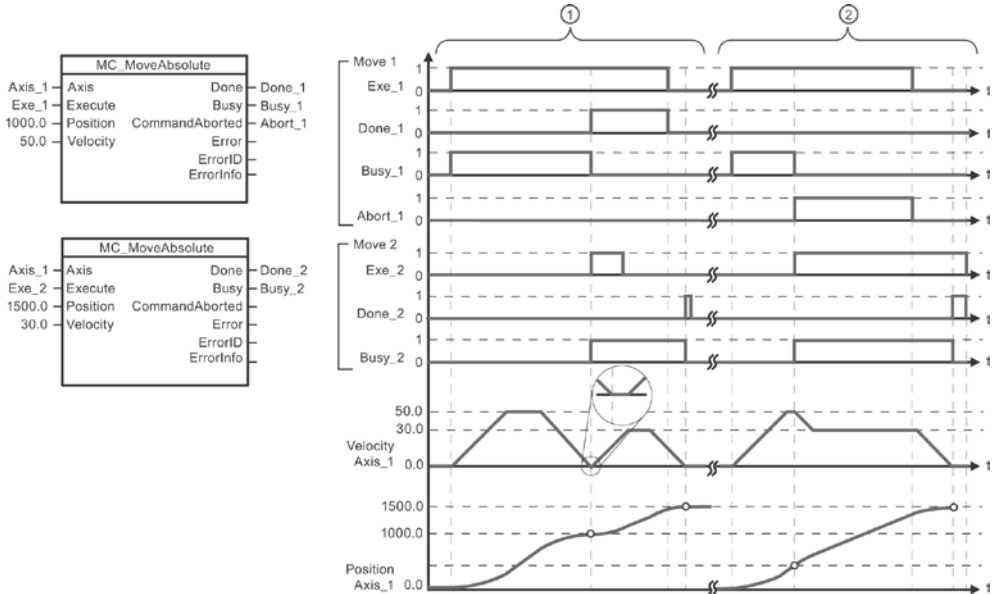 ① ②
MC_MoveAbsolute
Axis_1 Axis Done Done_1
Exe_1 Execute Busy Busy_1
1000.0 Position CommandAborted Abort_1
50.0 Velocity Error
ErrorID
ErrorInfo
MC_MoveAbsolute
Axis_1 Axis Done Done_2
Exe_2 Execute Busy Busy_2
1500.0 Position CommandAborted
30.0 Velocity Error
ErrorID
ErrorInfo
Move 1
1
Exe_1 0 t
1
Done_1 0 t
1
Busy_1 0 t
1
Abort_1 0 t
Move 2
1
Exe_2 0 t
1
Done_2 0 t
1
Busy_2 0 t
50.0
30.0
Velocity
Axis_1 0.0 t
1500.0
1000.0
Position
Axis_1 0.0 t